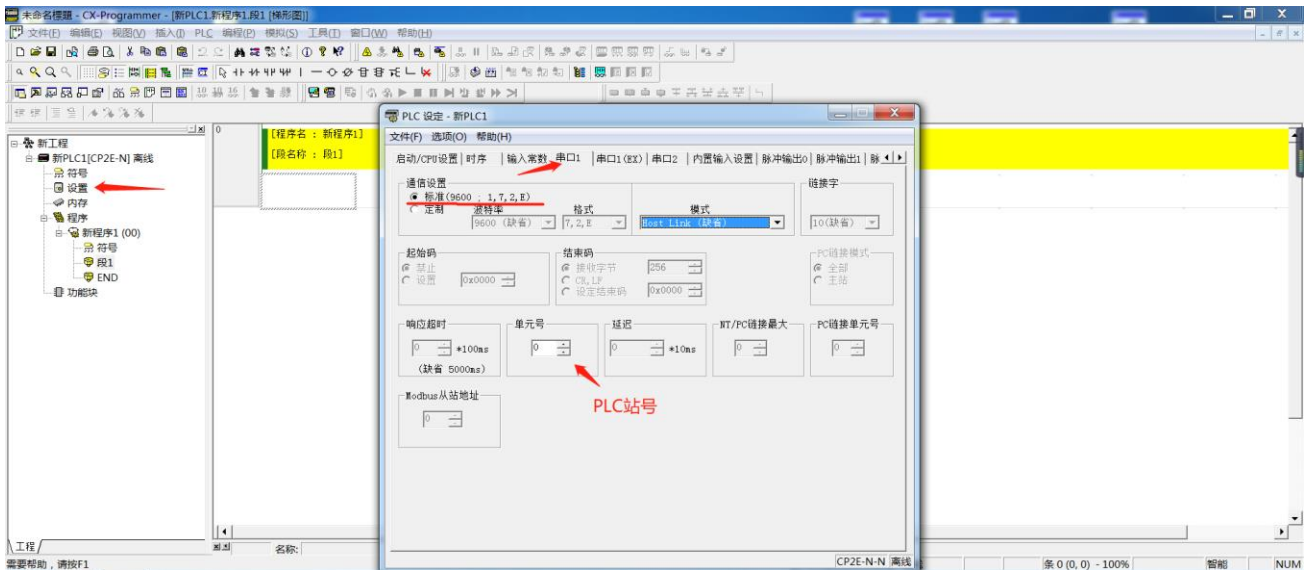 未命名標題 - CX-Programmer - [新PLC1.新程序1.段1 [梯形图]]
文件(F) 编辑(E) 视图(V) 插入(I) PLC 编程(P) 模拟(S) 工具(T) 窗口(W) 帮助(H)
新工程
新PLC1[CP2E-N] 离线
符号
设置
内存
程序
新程序1 (00)
符号
段1
END
功能块
工程
0
[程序名 : 新程序1]
[段名称 : 段1]
名称:
PLC 设定 - 新PLC1
文件(F) 选项(O) 帮助(H)
启动/CPU设置 时序 输入常数 串口1 串口1(EX) 串口2 内置输入设置 脉冲输出0 脉冲输出1 脉
通信设置
标准(9600 ; 1,7,2,E)
定制 波特率 格式 模式
9600 (缺省) 7,2,E Host Link (缺省)
链接字
10(缺省)
起始码
禁止
设置 0x0000
结束码
接收字节 256
CR,LF
设定结束码 0x0000
PC链接模式
全部
主站
响应超时 单元号 延迟 NT/PC链接最大 PC链接单元号
0 *100ms 0 0 *10ms 0 0
(缺省 5000ms)
Modbus从站地址
0
PLC站号
CP2E-N-N 离线
需要帮助，请按F1
条 0 (0, 0) - 100% 智能 NUM